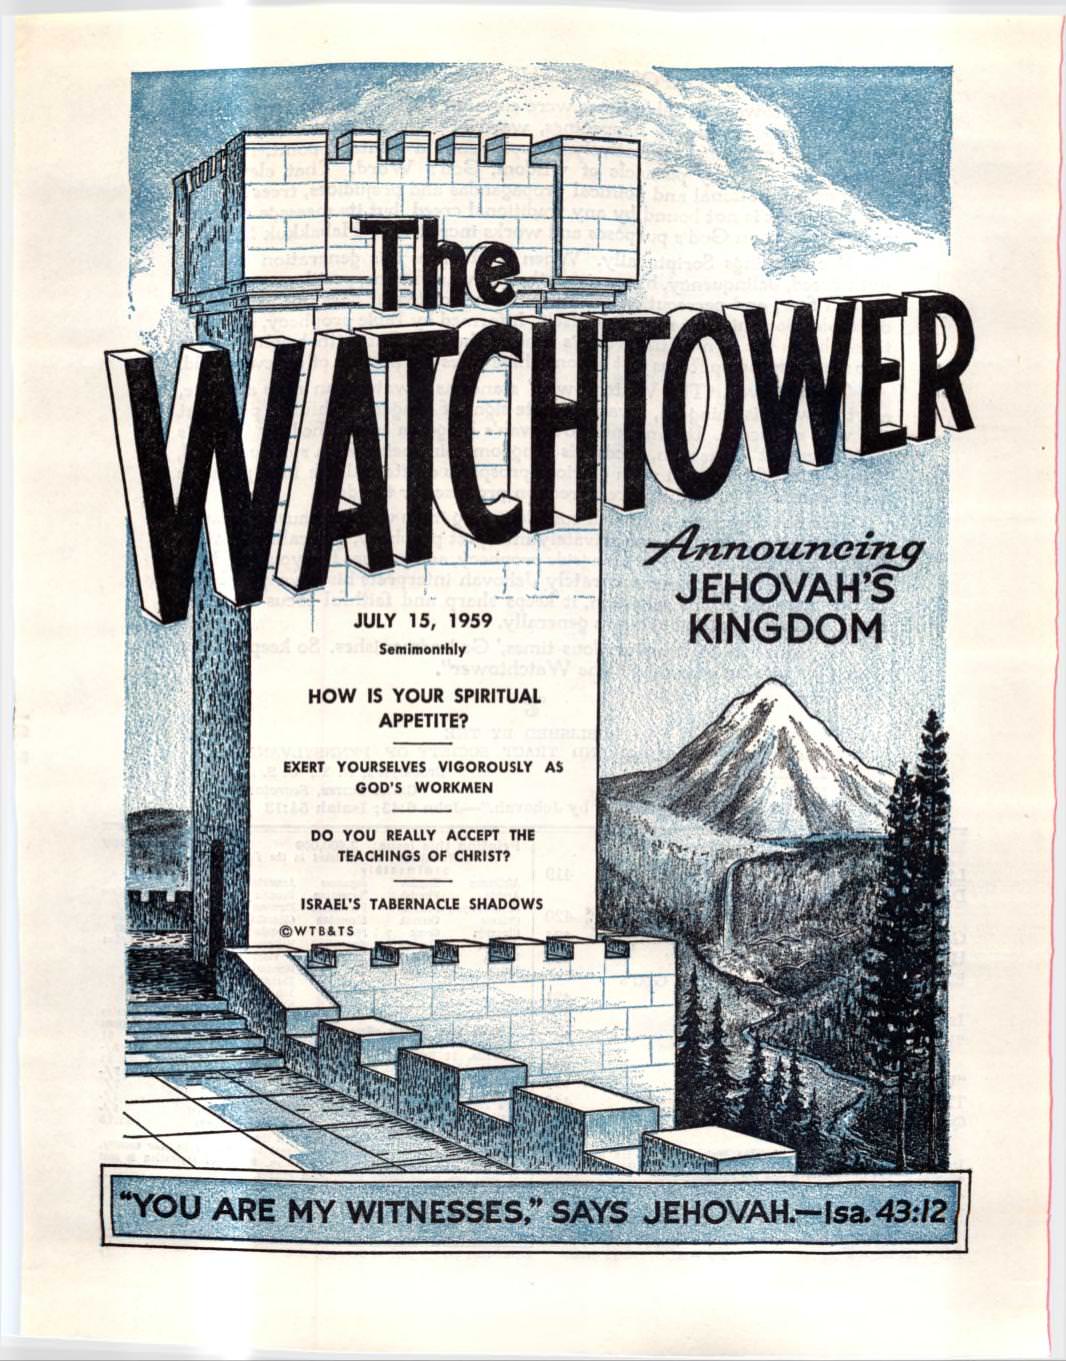 The
WATCHTOWER
Announcing
JEHOVAH'S
KINGDOM
JULY 15, 1959
Semimonthly
HOW IS YOUR SPIRITUAL
APPETITE?
EXERT YOURSELVES VIGOROUSLY AS
GOD'S WORKMEN
DO YOU REALLY ACCEPT THE
TEACHINGS OF CHRIST?
ISRAEL'S TABERNACLE SHADOWS
©WTB&TS
"YOU ARE MY WITNESSES," SAYS JEHOVAH.—Isa. 43:12